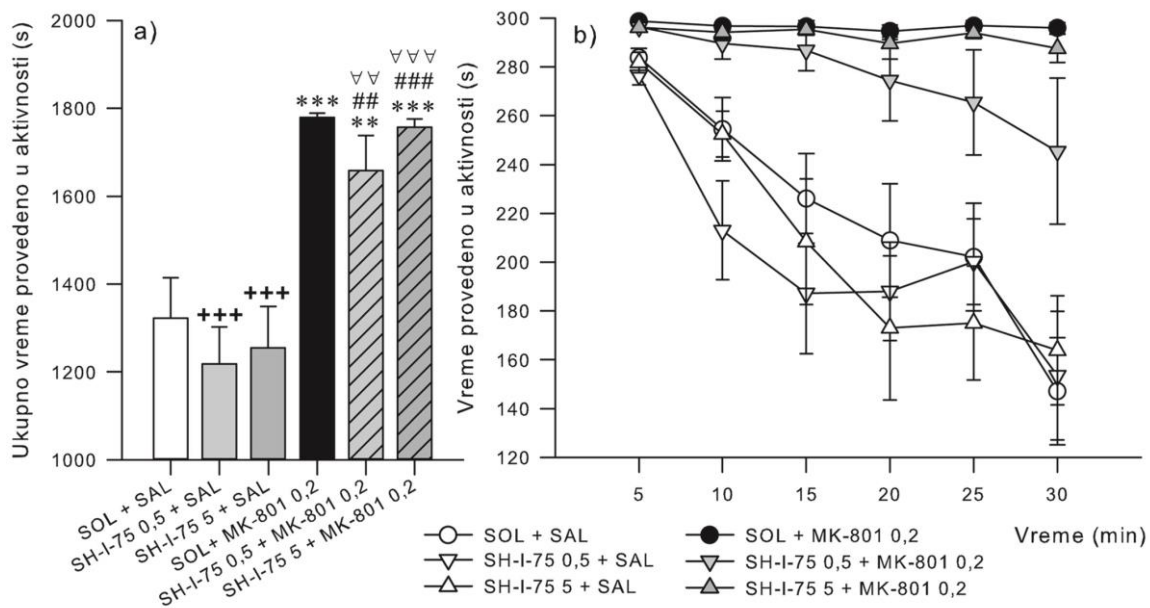 a)
Ukupno vreme provedeno u aktivnosti (s)
2000
1800
1600
1400
1200
1000
+++
+++
***
∀∀
##
**
∀∀∀
###
***
SOL + SAL
SH-I-75 0,5 + SAL
SH-I-75 5 + SAL
SOL+ MK-801 0,2
SH-I-75 0,5 + MK-801 0,2
SH-I-75 5 + MK-801 0,2
b)
Vreme provedeno u aktivnosti (s)
300
280
260
240
220
200
180
160
140
120
5 10 15 20 25 30
Vreme (min)
SOL + SAL
SH-I-75 0,5 + SAL
SH-I-75 5 + SAL
SOL + MK-801 0,2
SH-I-75 0,5 + MK-801 0,2
SH-I-75 5 + MK-801 0,2